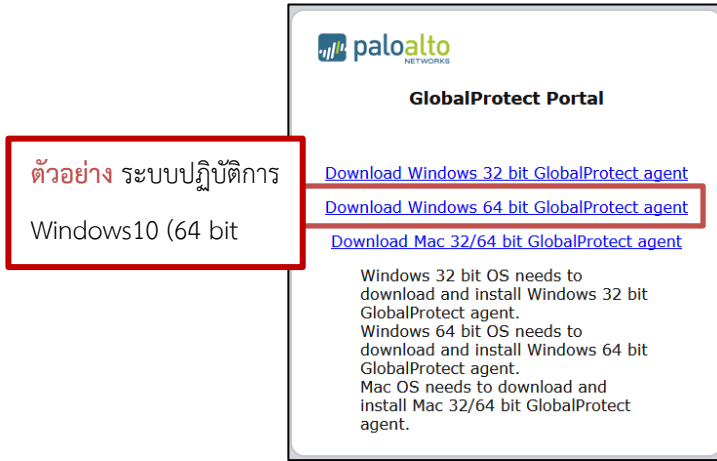 paloalto
NETWORKS
GlobalProtect Portal
ตัวอย่าง ระบบปฏิบัติการ
Windows10 (64 bit
Download Windows 32 bit GlobalProtect agent
Download Windows 64 bit GlobalProtect agent
Download Mac 32/64 bit GlobalProtect agent
Windows 32 bit OS needs to
download and install Windows 32 bit
GlobalProtect agent.
Windows 64 bit OS needs to
download and install Windows 64 bit
GlobalProtect agent.
Mac OS needs to download and
install Mac 32/64 bit GlobalProtect
agent.